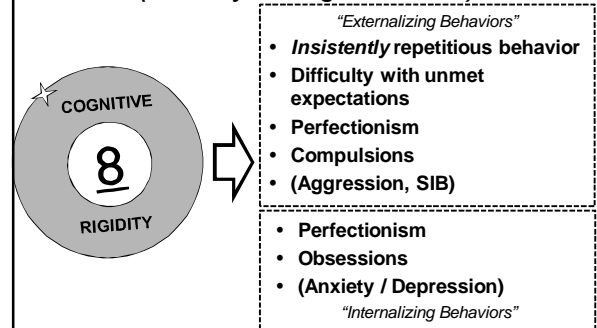 COGNITIVE
8
RIGIDITY
“Externalizing Behaviors”
• Insistently repetitious behavior
• Difficulty with unmet
expectations
• Perfectionism
• Compulsions
• (Aggression, SIB)
• Perfectionism
• Obsessions
• (Anxiety / Depression)
“Internalizing Behaviors”